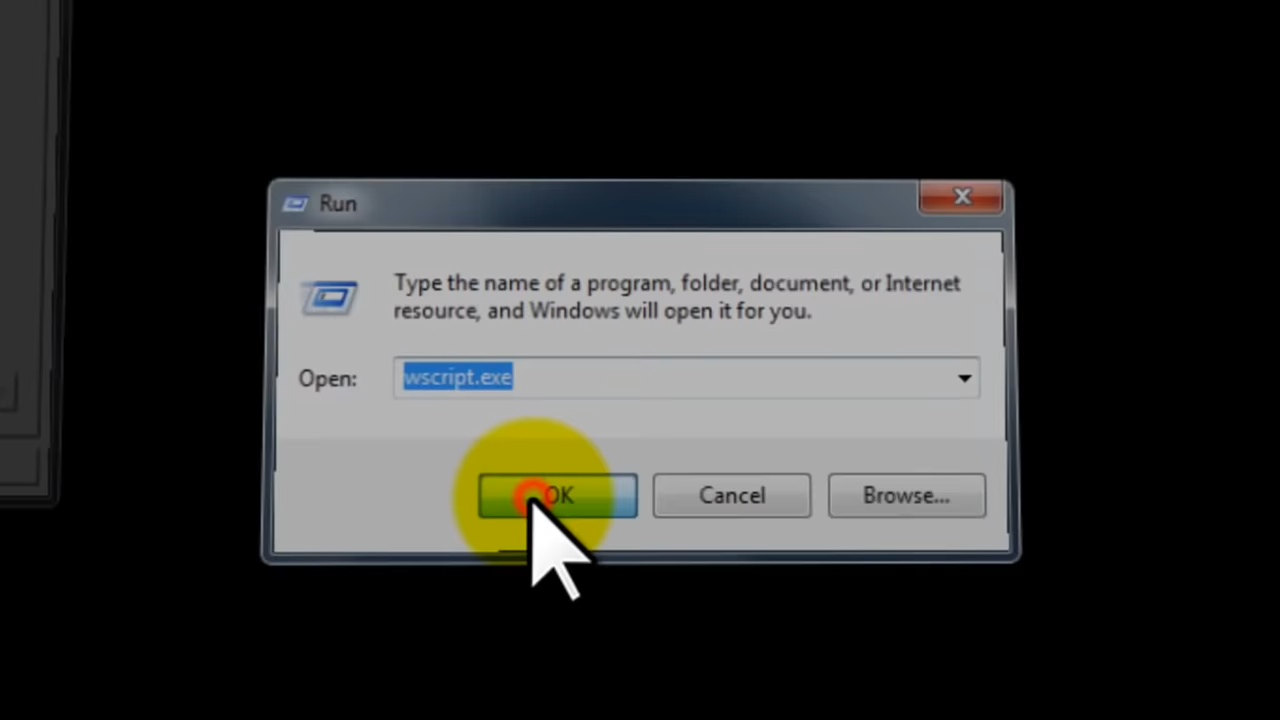 Run
Type the name of a program, folder, document, or Internet
resource, and Windows will open it for you.
Open:
wscript.exe
OK
Cancel
Browse...